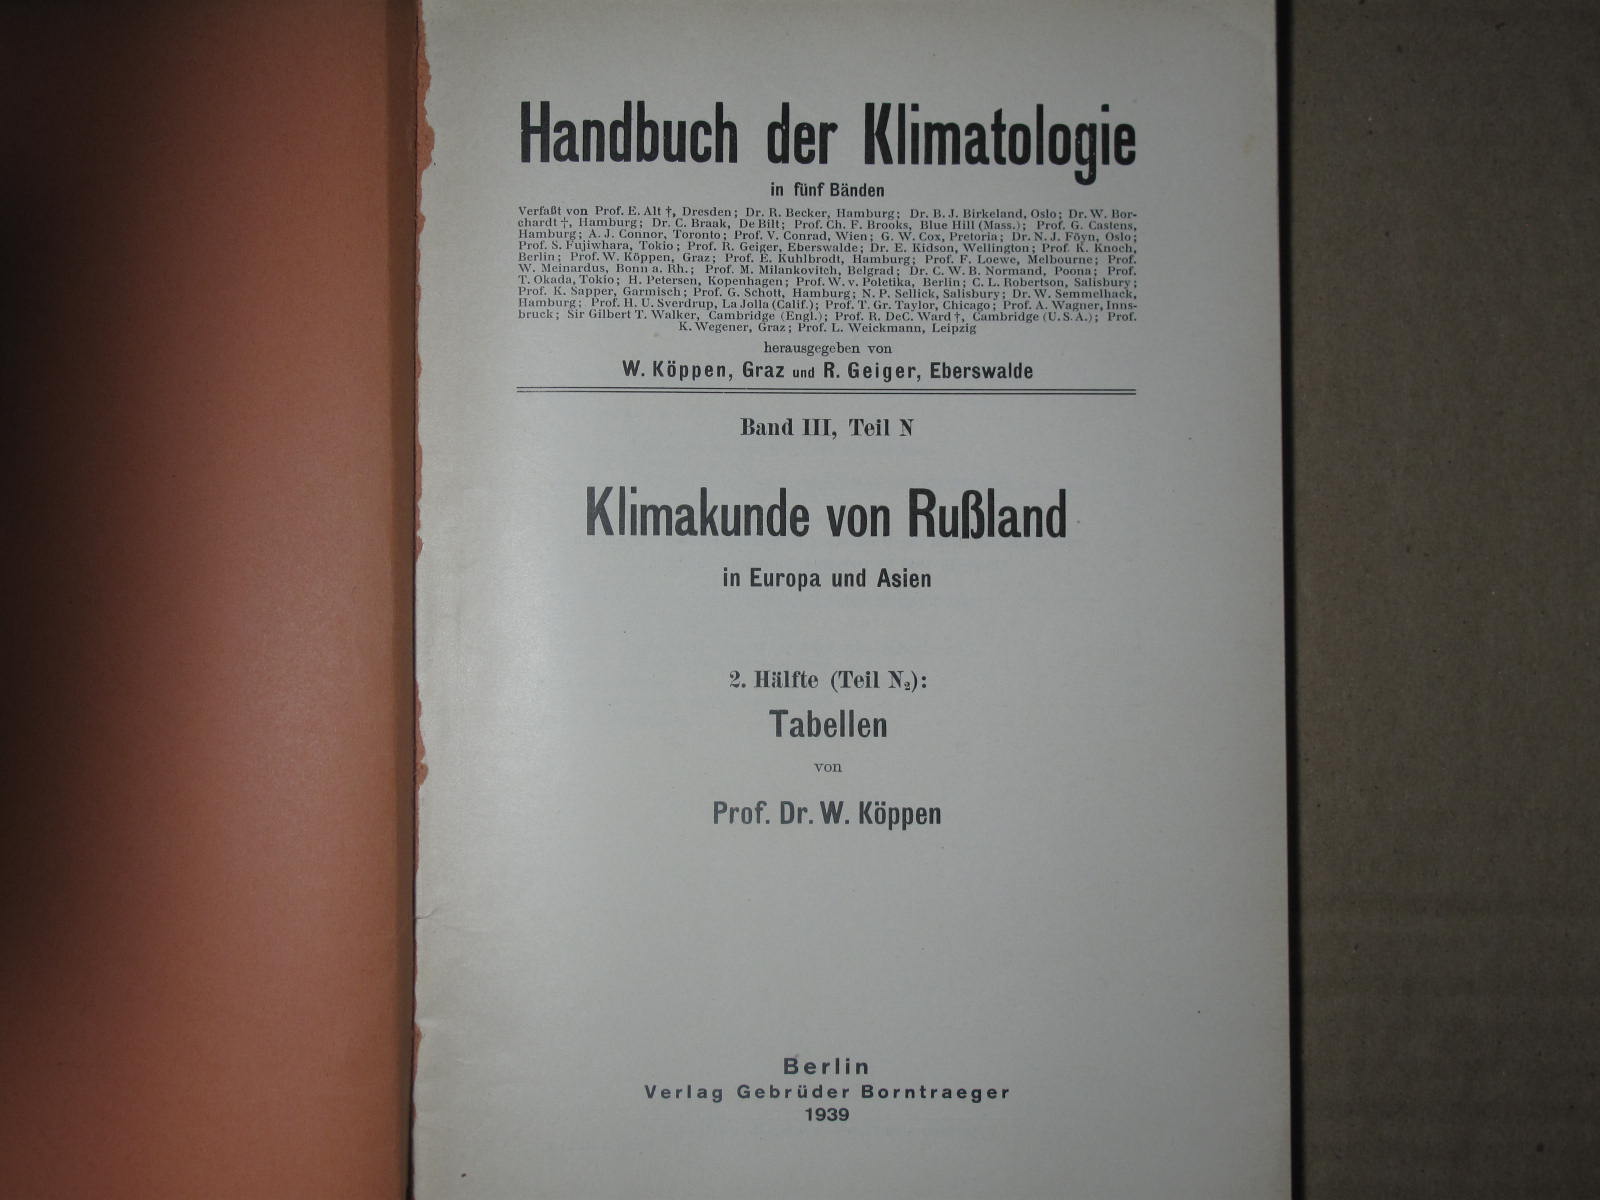 Handbuch der Klimatologie
in fünf Bänden
Verfaßt von Prof. E. Alt †, Dresden; Dr. R. Becker, Hamburg; Dr. B. J. Birkeland, Oslo; Dr. W. Bor-
chardt †, Hamburg; Dr. C. Braak, De Bilt; Prof. Ch. F. Brooks, Blue Hill (Mass.); Prof. G. Castens,
Hamburg; A. J. Connor, Toronto; Prof. V. Conrad, Wien; G. W. Cox, Pretoria; Dr. N. J. Föyn, Oslo;
Prof. S. Fujiwhara, Tokio; Prof. R. Geiger, Eberswalde; Dr. E. Kidson, Wellington; Prof. K. Knoch,
Berlin; Prof. W. Köppen, Graz; Prof. E. Kuhlbrodt, Hamburg; Prof. F. Loewe, Melbourne; Prof.
W. Meinardus, Bonn a. Rh.; Prof. M. Milankovitch, Belgrad; Dr. C. W. B. Normand, Poona; Prof.
T. Okada, Tokio; H. Petersen, Kopenhagen; Prof. W. v. Poletika, Berlin; C. L. Robertson, Salisbury;
Prof. K. Sapper, Garmisch; Prof. G. Schott, Hamburg; N. P. Sellick, Salisbury; Dr. W. Semmelhack,
Hamburg; Prof. H. U. Sverdrup, La Jolla (Calif.); Prof. T. Gr. Taylor, Chicago; Prof. A. Wagner, Inns-
bruck; Sir Gilbert T. Walker, Cambridge (Engl.); Prof. R. DeC. Ward †, Cambridge (U.S.A.); Prof.
K. Wegener, Graz; Prof. L. Weickmann, Leipzig
herausgegeben von
W. Köppen, Graz und R. Geiger, Eberswalde
Band III, Teil N
Klimakunde von Rußland
in Europa und Asien
2. Hälfte (Teil N₂):
Tabellen
von
Prof. Dr. W. Köppen
Berlin
Verlag Gebrüder Borntraeger
1939